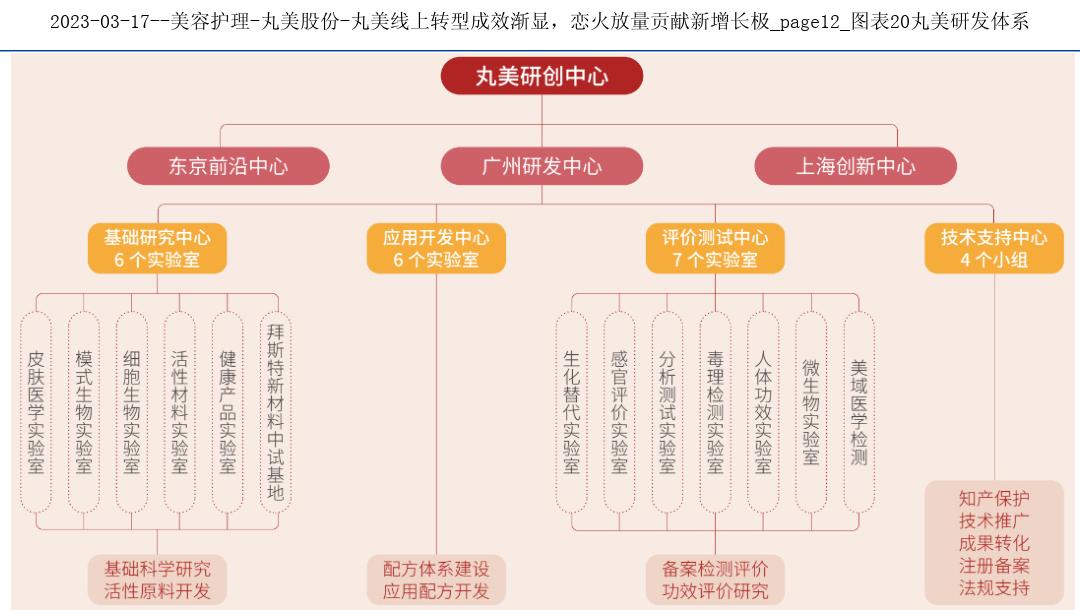 2023-03-17--美容护理-丸美股份-丸美线上转型成效渐显，恋火放量贡献新增长极_page12_图表20丸美研发体系
丸美研创中心
东京前沿中心
广州研发中心
上海创新中心
基础研究中心
6 个实验室
应用开发中心
6 个实验室
评价测试中心
7 个实验室
技术支持中心
4 个小组
皮肤医学实验室
模式生物实验室
细胞生物实验室
活性材料实验室
健康产品实验室
拜斯特新材料中试基地
生化替代实验室
感官评价实验室
分析测试实验室
毒理检测实验室
人体功效实验室
微生物实验室
美域医学检测
基础科学研究
活性原料开发
配方体系建设
应用配方开发
备案检测评价
功效评价研究
知产保护
技术推广
成果转化
注册备案
法规支持